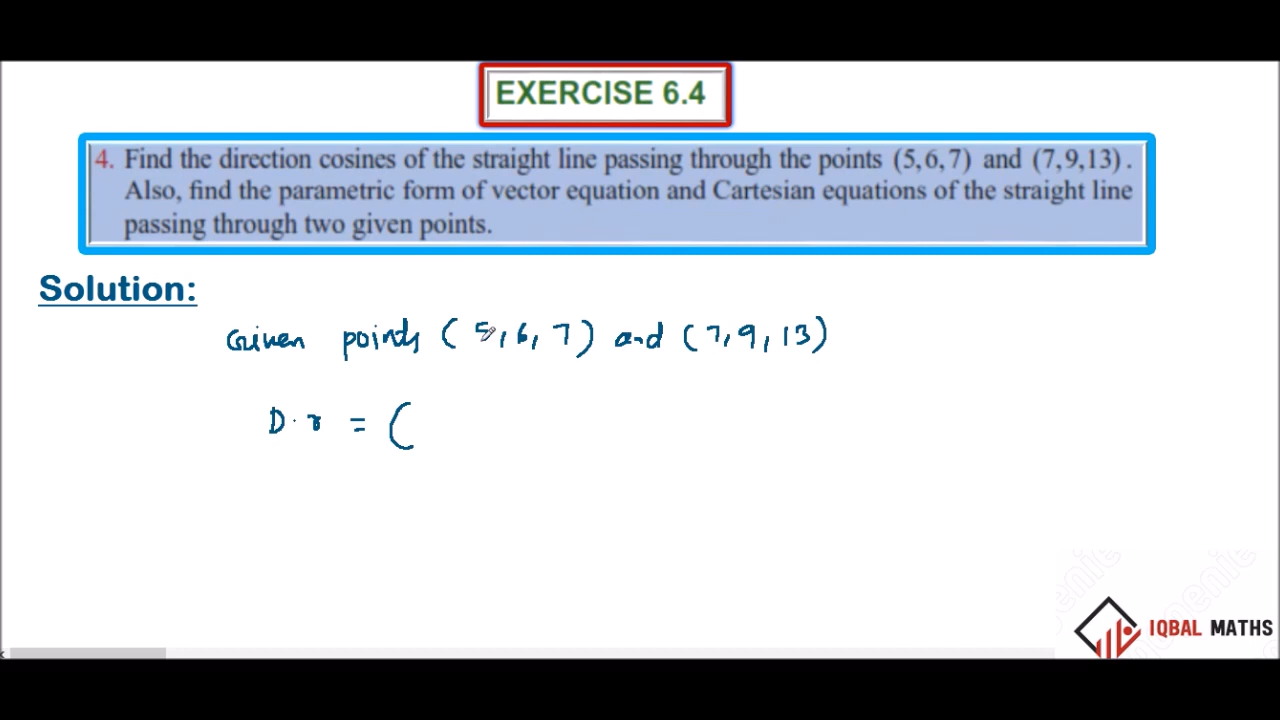 EXERCISE 6.4
4. Find the direction cosines of the straight line passing through the points (5,6,7) and (7,9,13).
Also, find the parametric form of vector equation and Cartesian equations of the straight line
passing through two given points.
Solution:
Given points (5,6,7) and (7,9,13)
D.r = (
IQBAL MATHS